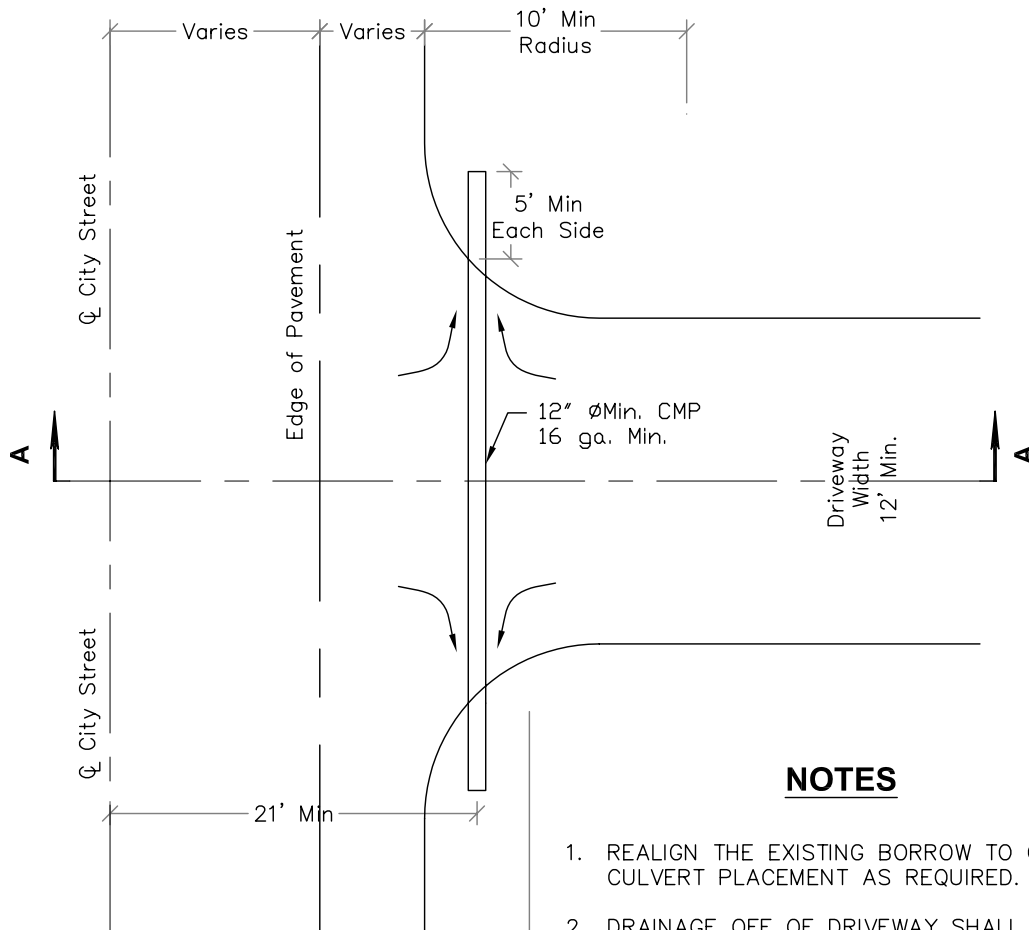 Varies
Varies
10' Min
Radius
℄ City Street
Edge of Pavement
5' Min
Each Side
12" ØMin. CMP
16 ga. Min.
A
A
Driveway
Width
12' Min.
℄ City Street
21' Min
NOTES
1. REALIGN THE EXISTING BORROW TO
CULVERT PLACEMENT AS REQUIRED.
2. DRAINAGE OFF OF DRIVEWAY SHALL